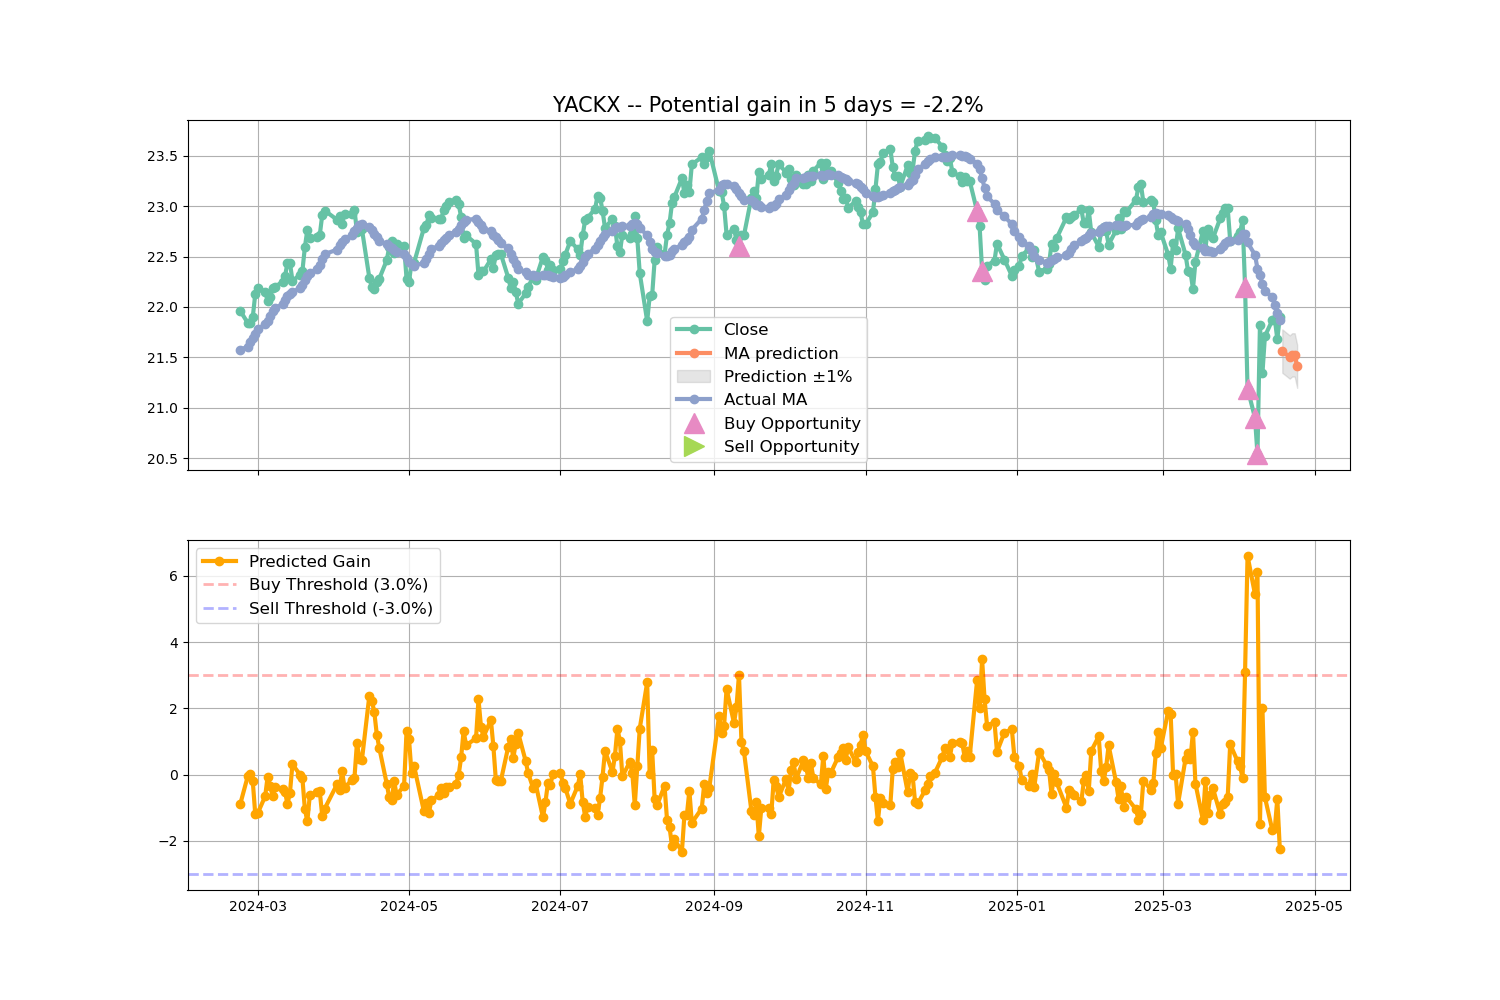 YACKX -- Potential gain in 5 days = -2.2%
23.5
23.0
22.5
22.0
21.5
21.0
20.5
Close
MA prediction
Prediction ±1%
Actual MA
Buy Opportunity
Sell Opportunity
Predicted Gain
Buy Threshold (3.0%)
Sell Threshold (-3.0%)
6
4
2
0
−2
2024-03
2024-05
2024-07
2024-09
2024-11
2025-01
2025-03
2025-05